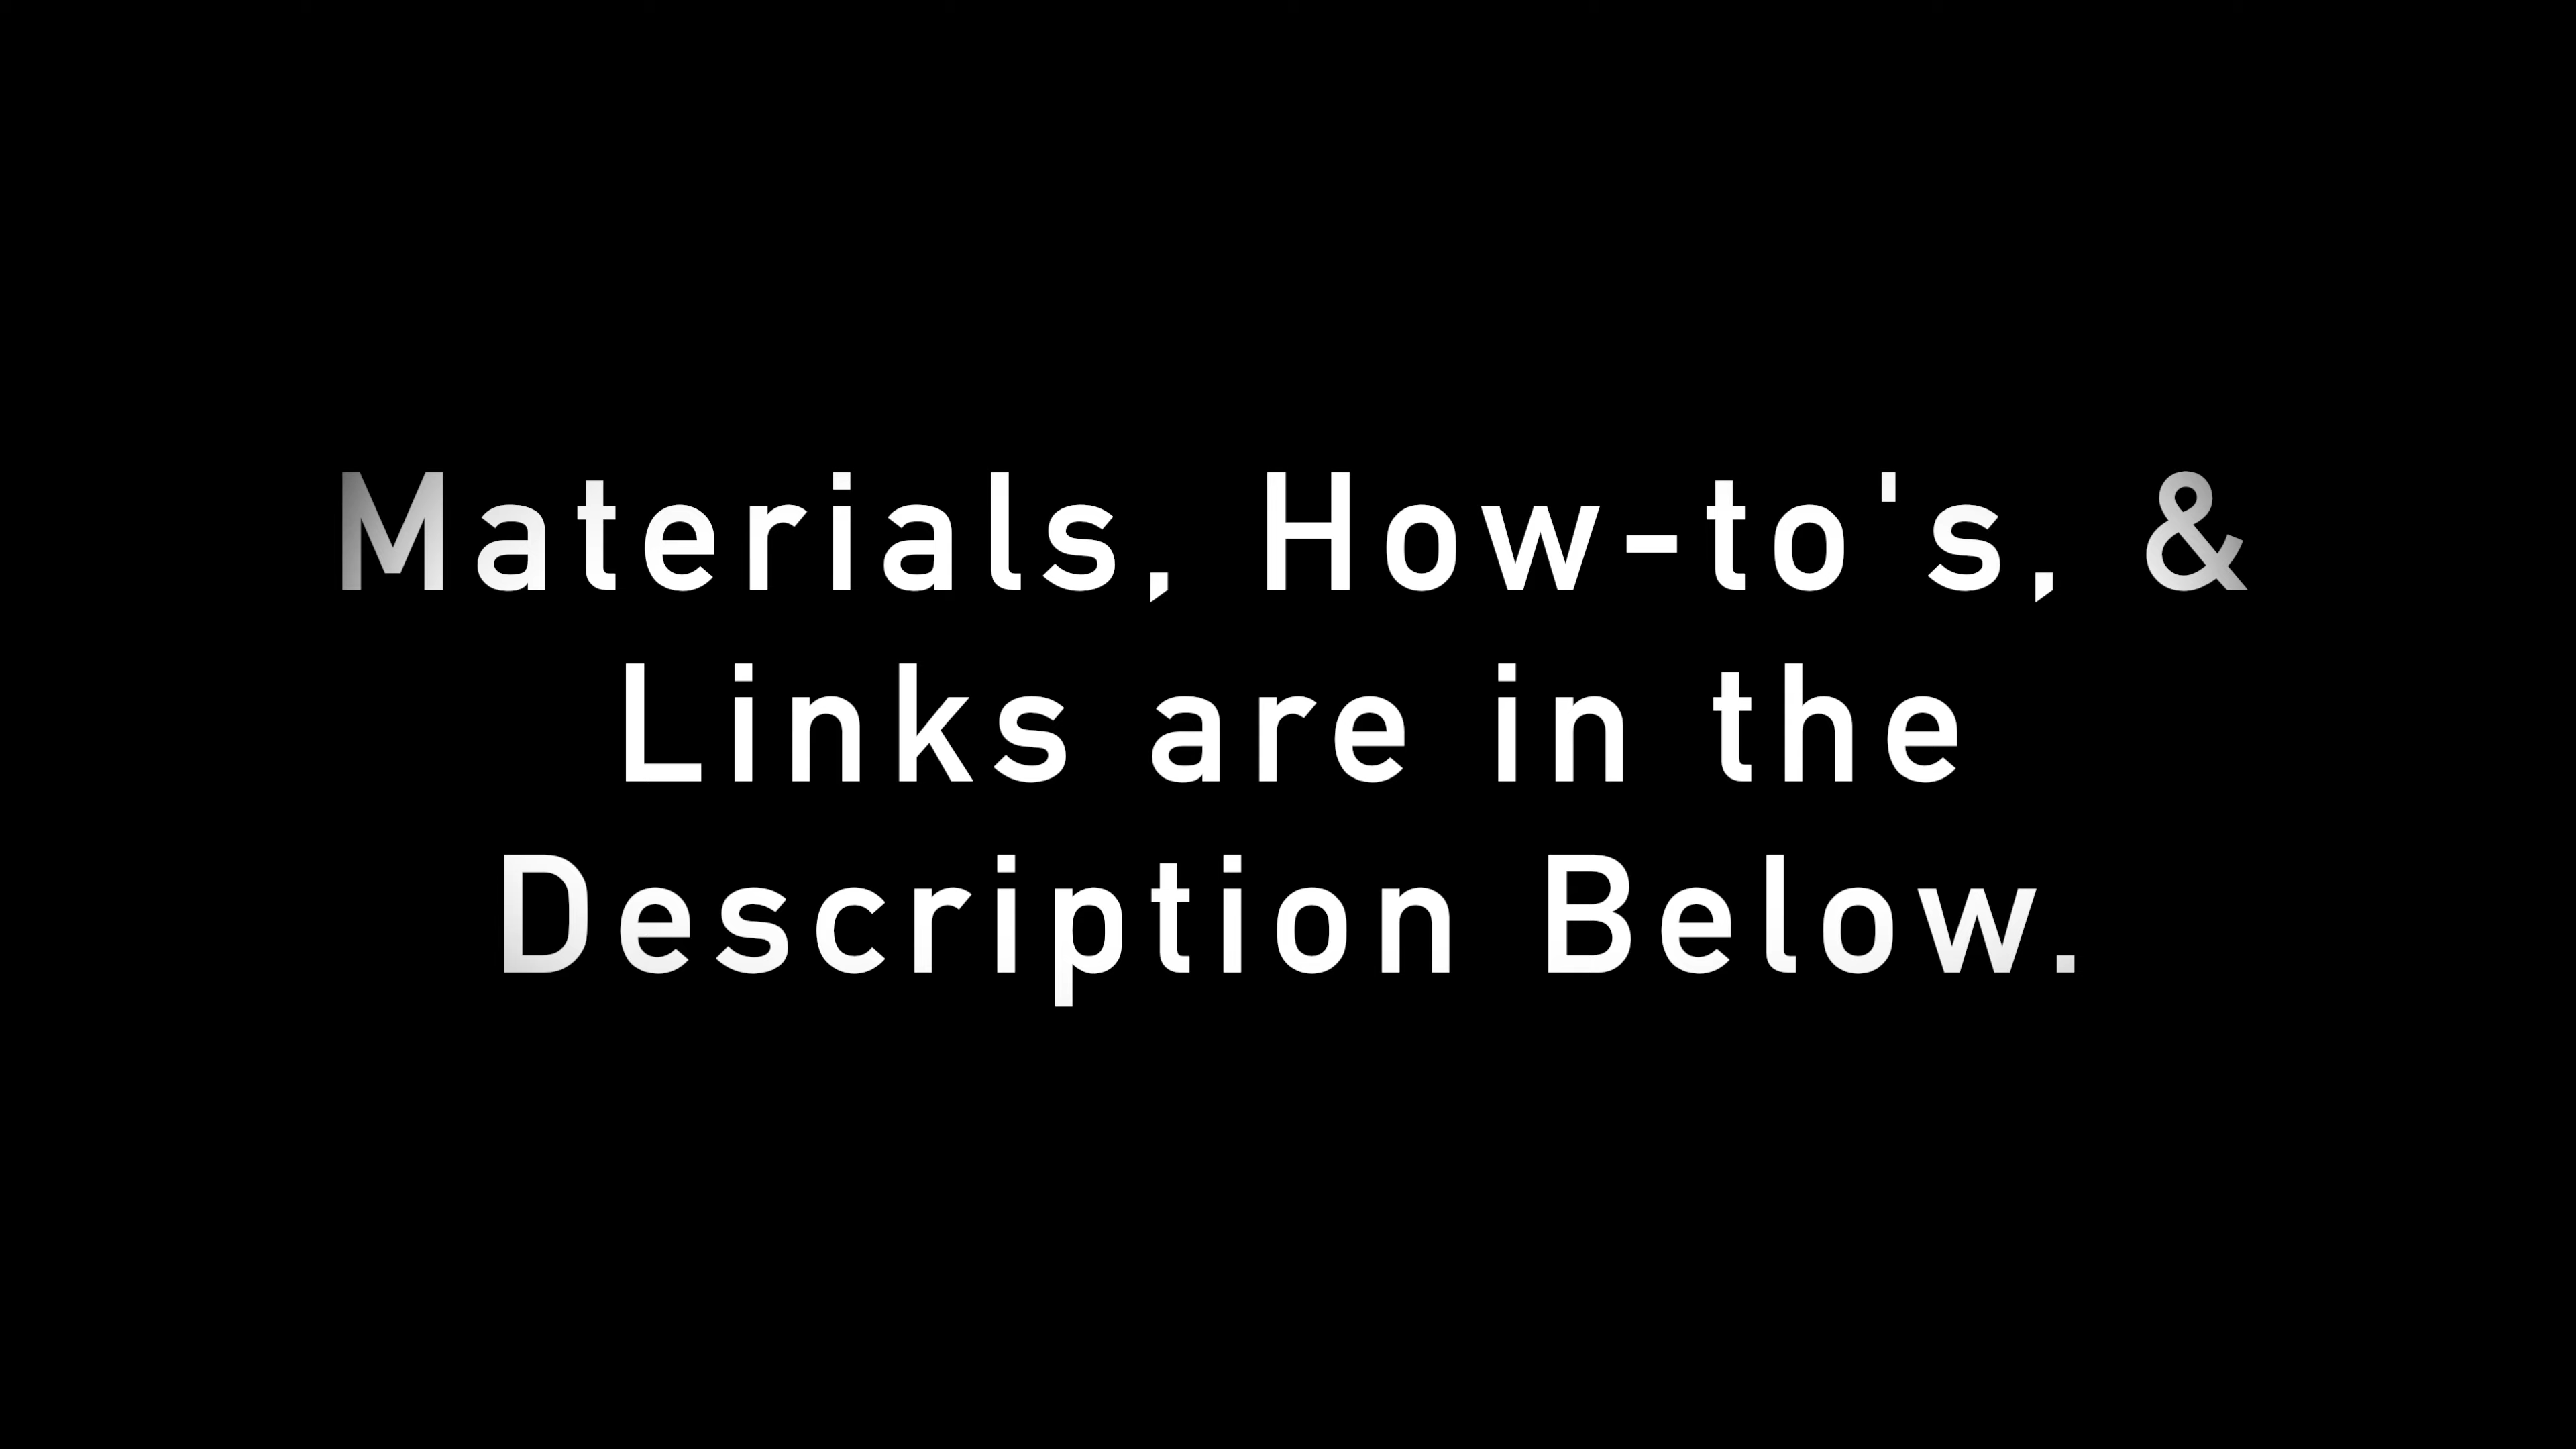 Materials, How-to's, &
Links are in the
Description Below.